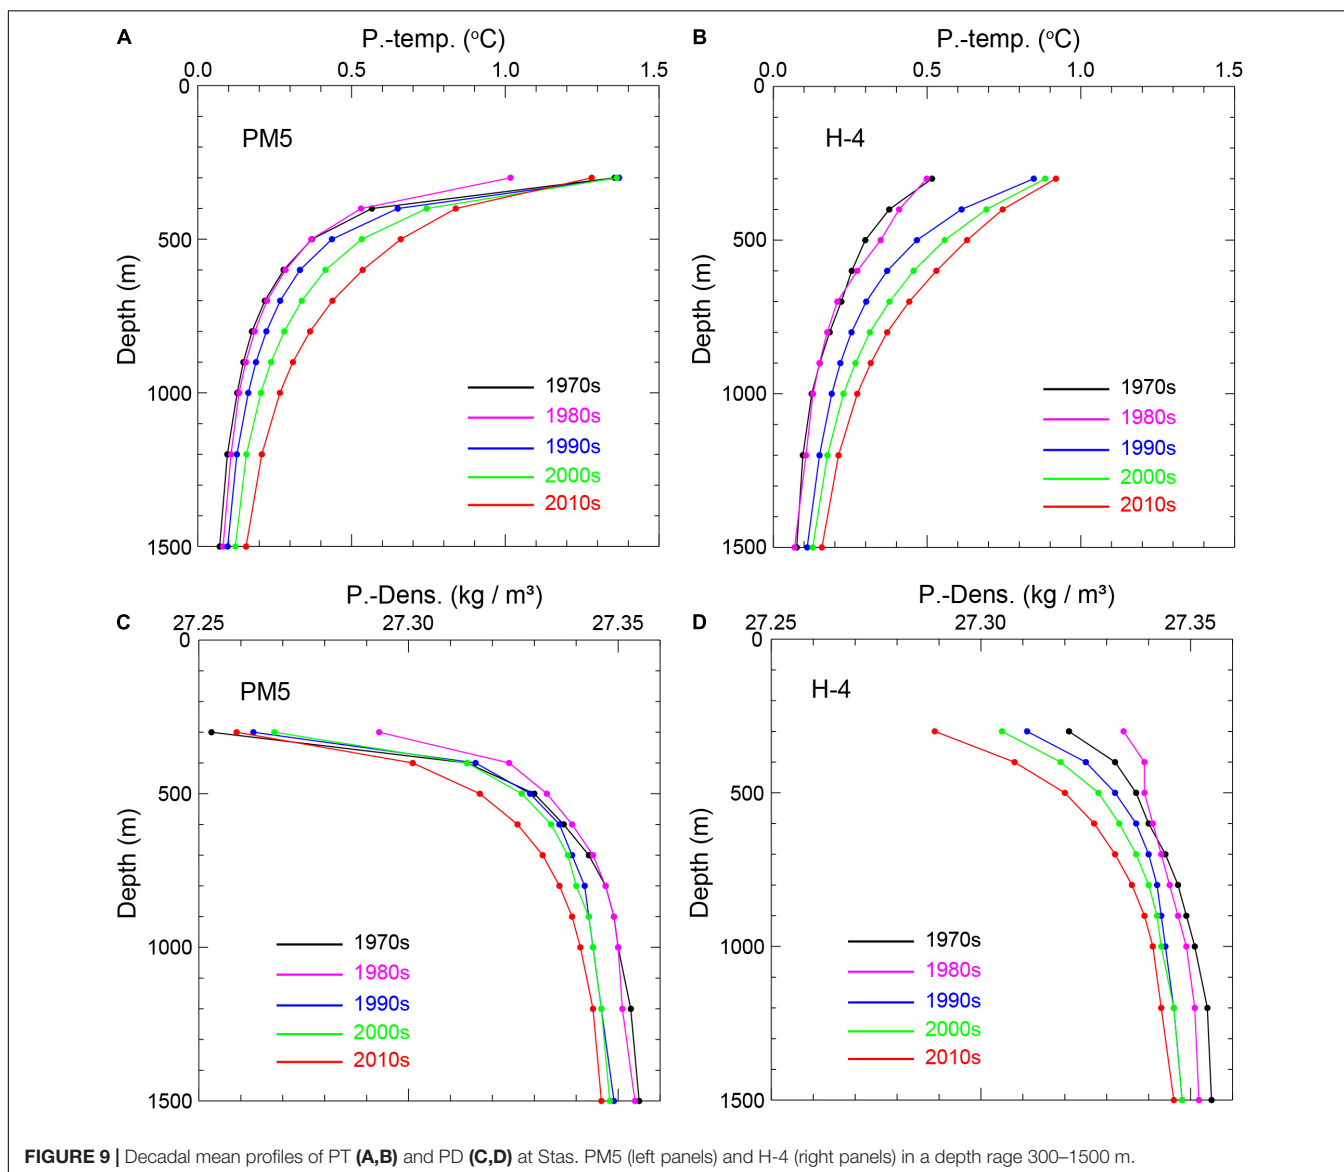 A P.-temp. (°C)
0.0 0.5 1.0 1.5
0
500
1000
1500
Depth (m)
PM5
1970s
1980s
1990s
2000s
2010s
B P.-temp. (°C)
0.0 0.5 1.0 1.5
0
500
1000
1500
Depth (m)
H-4
1970s
1980s
1990s
2000s
2010s
C P.-Dens. (kg / m³)
27.25 27.30 27.35
0
500
1000
1500
Depth (m)
PM5
1970s
1980s
1990s
2000s
2010s
D P.-Dens. (kg / m³)
27.25 27.30 27.35
0
500
1000
1500
Depth (m)
H-4
1970s
1980s
1990s
2000s
2010s
FIGURE 9 | Decadal mean profiles of PT (A,B) and PD (C,D) at Stas. PM5 (left panels) and H-4 (right panels) in a depth rage 300–1500 m.